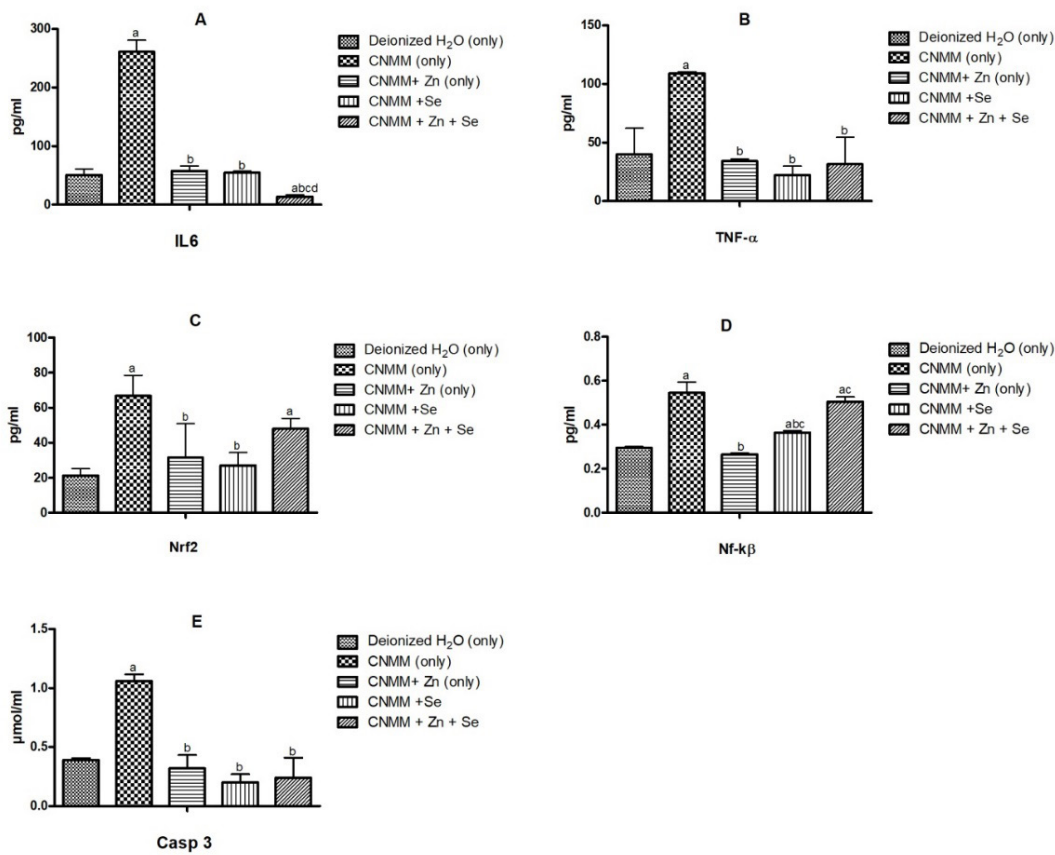 A
300
200
100
0
pg/ml
a
b
b
abcd
IL6
Deionized H₂O (only)
CNMM (only)
CNMM+ Zn (only)
CNMM +Se
CNMM + Zn + Se
B
150
100
50
0
pg/ml
a
b
b
b
TNF-α
Deionized H₂O (only)
CNMM (only)
CNMM+ Zn (only)
CNMM +Se
CNMM + Zn + Se
C
100
80
60
40
20
0
pg/ml
a
b
b
a
Nrf2
Deionized H₂O (only)
CNMM (only)
CNMM+ Zn (only)
CNMM +Se
CNMM + Zn + Se
D
0.8
0.6
0.4
0.2
0.0
pg/ml
a
b
abc
ac
Nf-kβ
Deionized H₂O (only)
CNMM (only)
CNMM+ Zn (only)
CNMM +Se
CNMM + Zn + Se
E
1.5
1.0
0.5
0.0
µmol/ml
a
b
b
b
Casp 3
Deionized H₂O (only)
CNMM (only)
CNMM+ Zn (only)
CNMM +Se
CNMM + Zn + Se